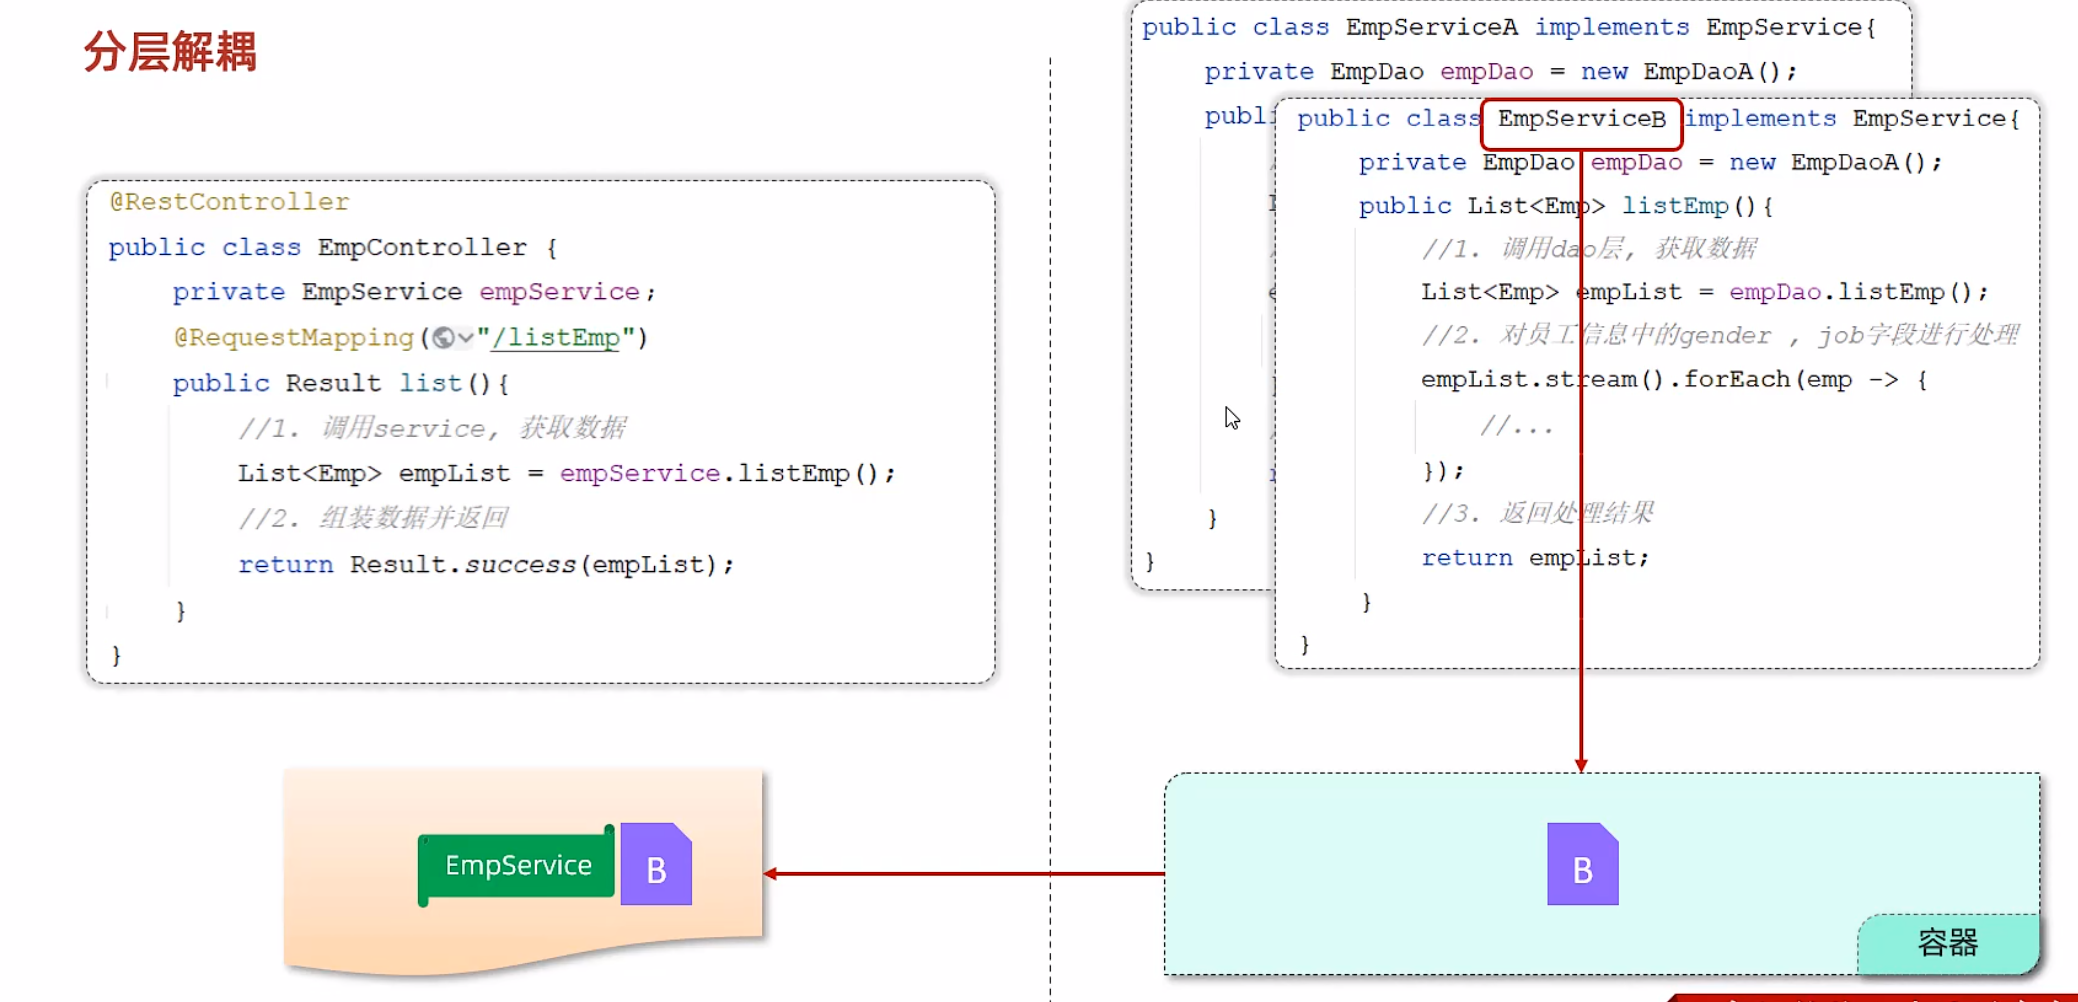 分层解耦
@RestController
public class EmpController {
private EmpService empService;
@RequestMapping("/listEmp")
public Result list(){
//1. 调用service, 获取数据
List<Emp> empList = empService.listEmp();
//2. 组装数据并返回
return Result.success(empList);
}
}
public class EmpServiceA implements EmpService{
private EmpDao empDao = new EmpDaoA();
}
}
public class EmpServiceB implements EmpService{
private EmpDao empDao = new EmpDaoA();
public List<Emp> listEmp(){
//1. 调用dao层, 获取数据
List<Emp> empList = empDao.listEmp();
//2. 对员工信息中的gender , job字段进行处理
empList.stream().forEach(emp -> {
//...
});
//3. 返回处理结果
return empList;
}
}
EmpService
B
B
容器